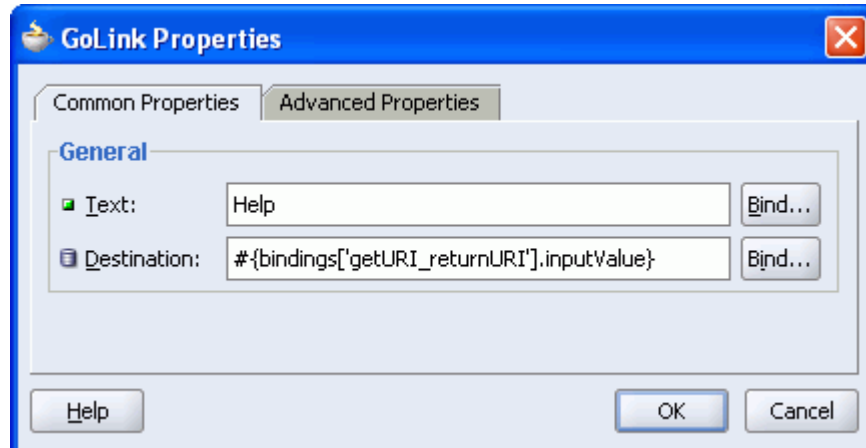 GoLink Properties
Common Properties Advanced Properties
General
Text: Help Bind...
Destination: #{bindings['getURI_returnURI'].inputValue} Bind...
Help OK Cancel